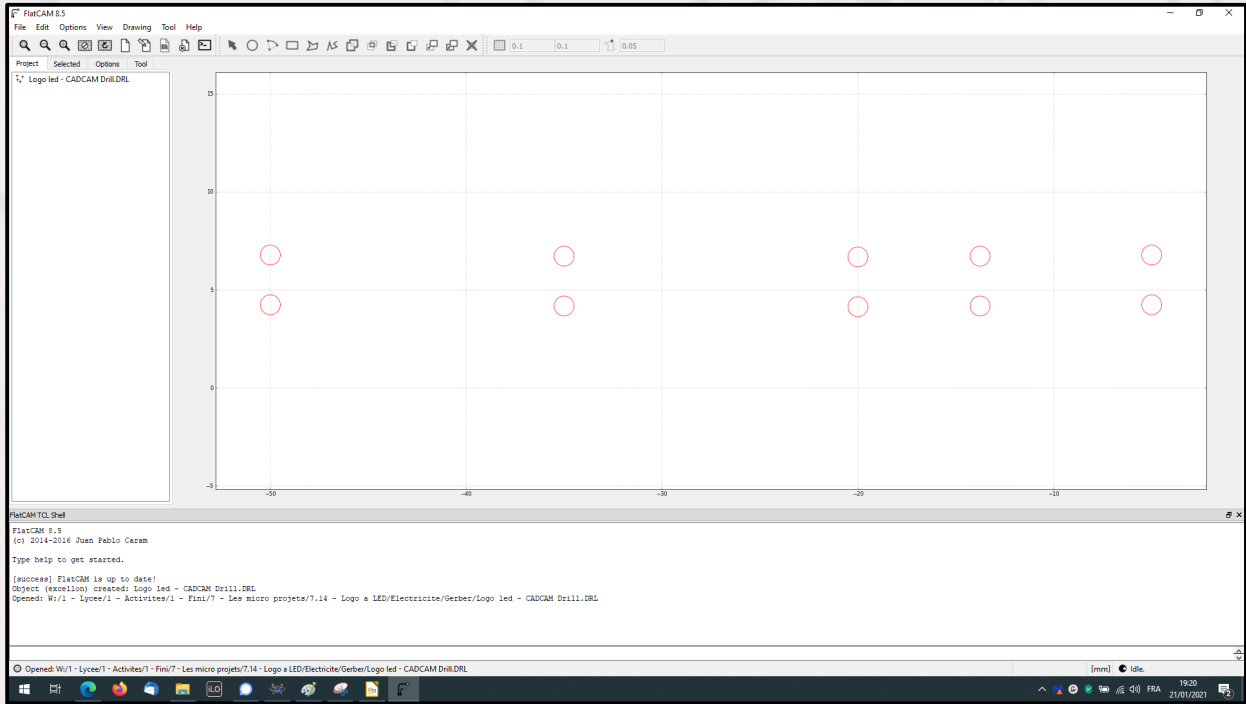 FlatCAM 8.5
File Edit Options View Drawing Tool Help
0.1 0.1 0.05
Project Selected Options Tool
Logo led - CADCAM Drill.DRL
15
10
5
0
−5
−50 −40 −30 −20 −10
FlatCAM TCL Shell
FlatCAM 8.5
(c) 2014-2016 Juan Pablo Caram
Type help to get started.
[success] FlatCAM is up to date!
Object (excellon) created: Logo led - CADCAM Drill.DRL
Opened: W:/1 - Lycee/1 - Activites/1 - Fini/7 - Les micro projets/7.14 - Logo a LED/Electricite/Gerber/Logo led - CADCAM Drill.DRL
Opened: W:/1 - Lycee/1 - Activites/1 - Fini/7 - Les micro projets/7.14 - Logo a LED/Electricite/Gerber/Logo led - CADCAM Drill.DRL [mm] Idle.
iLO FRA 19:20
21/01/2021 2